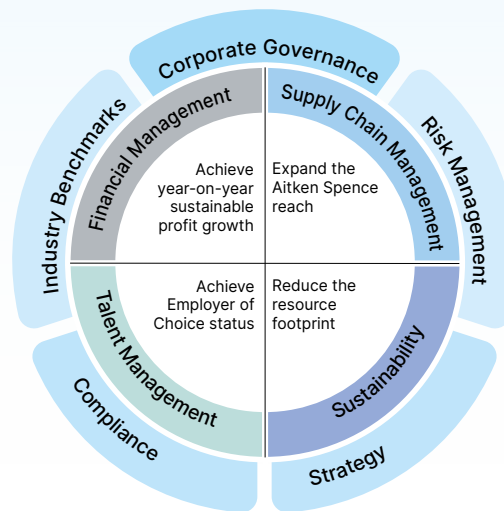 Corporate Governance
Industry Benchmarks
Risk Management
Financial Management
Supply Chain Management
Achieve
year-on-year
sustainable
profit growth
Expand the
Aitken Spence
reach
Achieve
Employer of
Choice status
Reduce the
resource
footprint
Talent Management
Sustainability
Compliance
Strategy